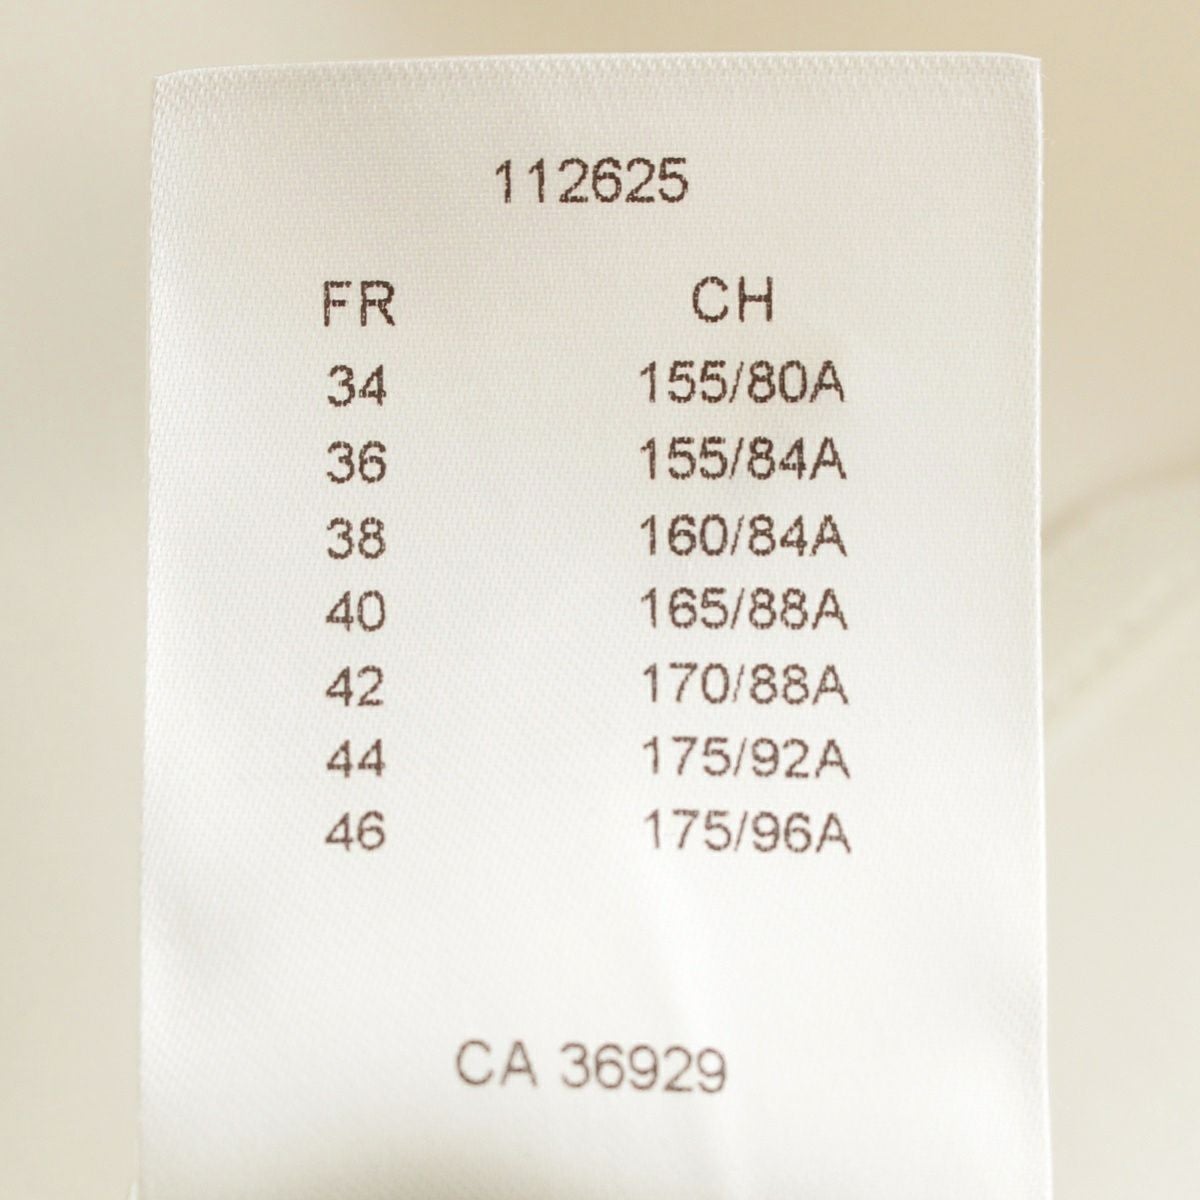 112625
FR CH
34 155/80A
36 155/84A
38 160/84A
40 165/88A
42 170/88A
44 175/92A
46 175/96A
CA 36929